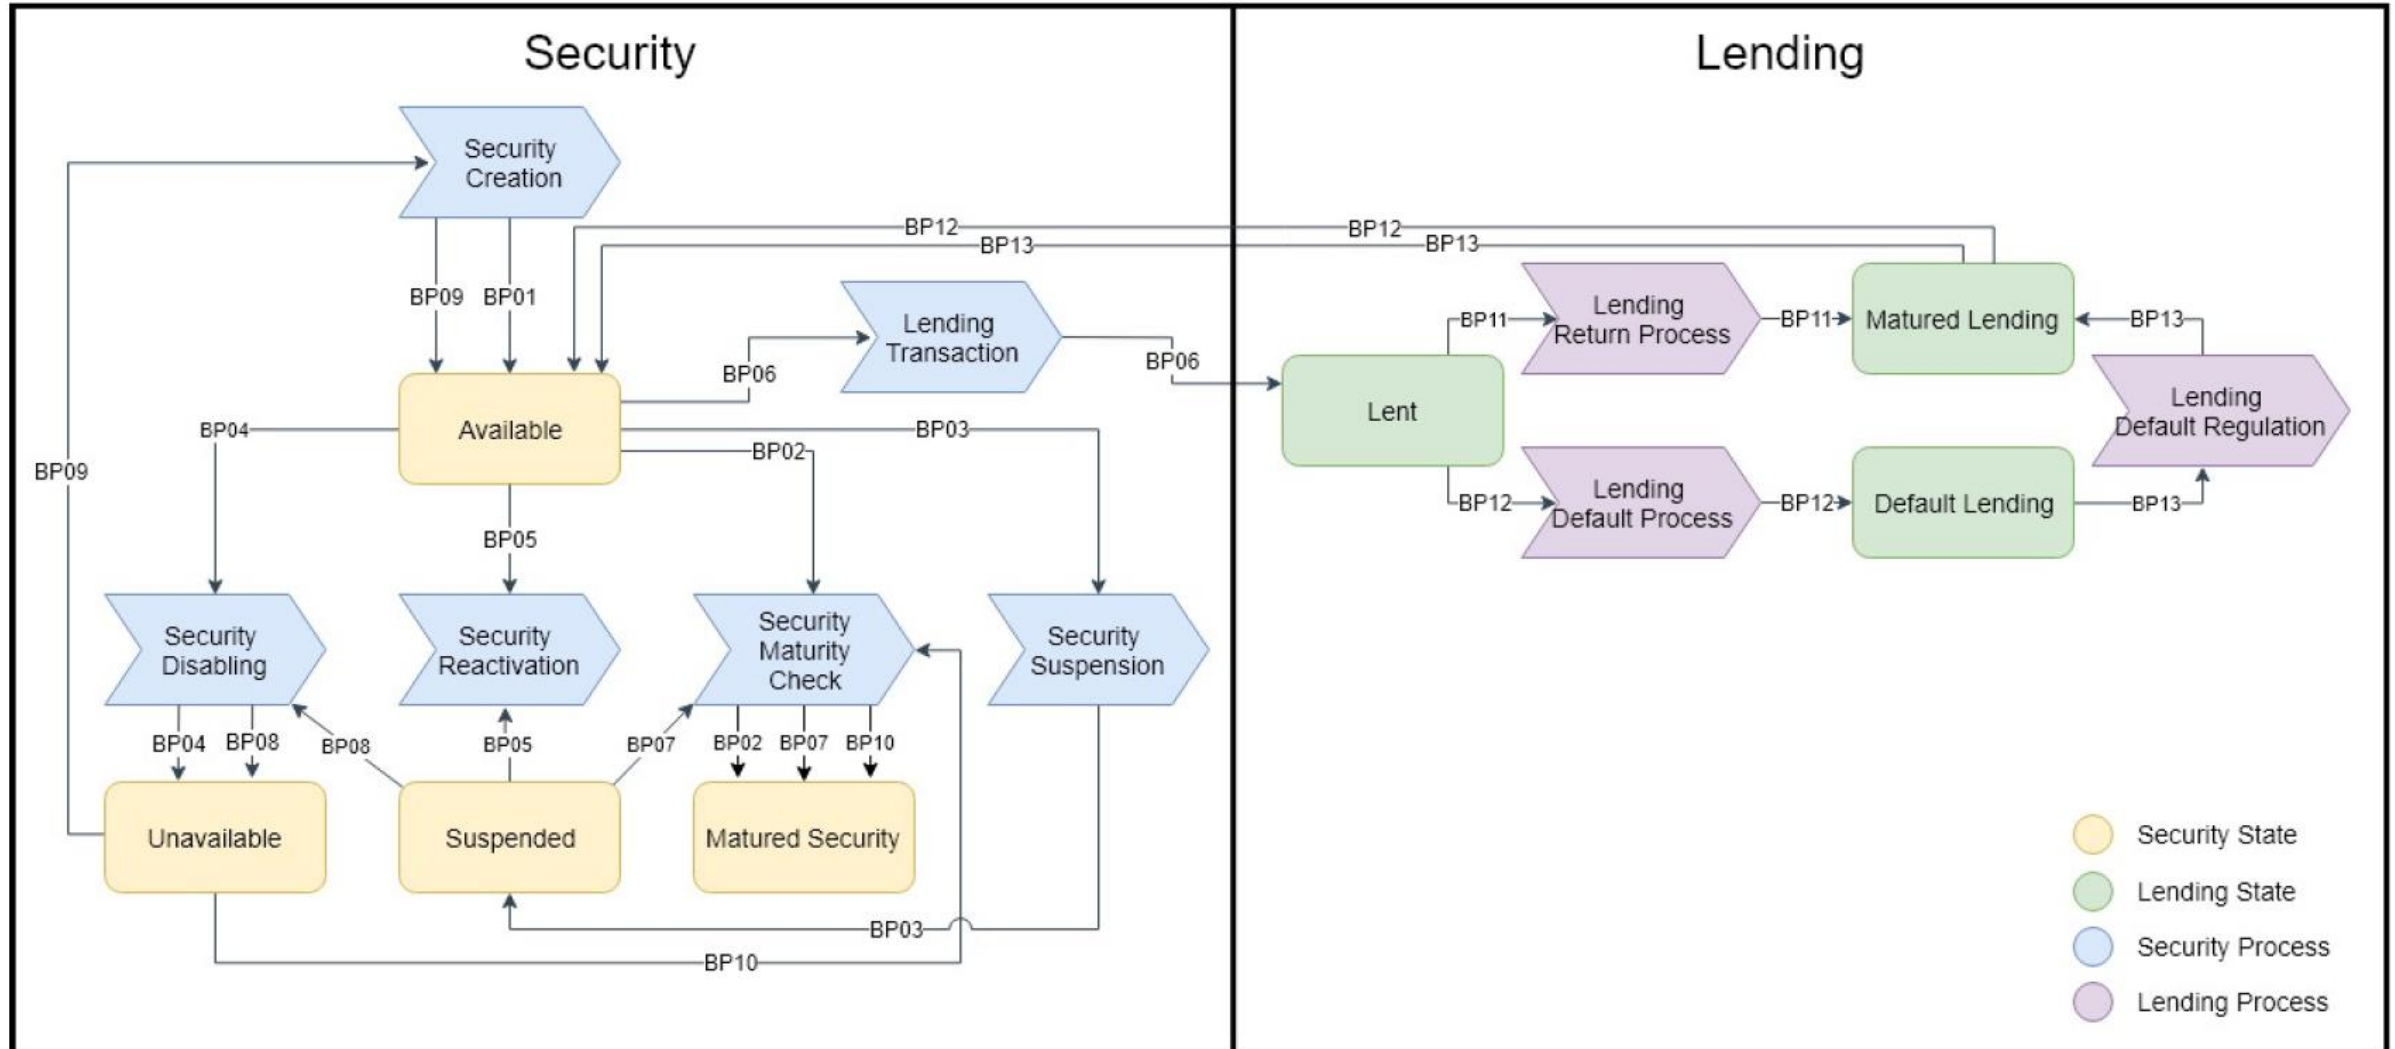 Security
Lending
Security
Creation
BP12
BP12
BP13
BP13
BP09
BP01
Lending
Transaction
Lending
Return Process
BP11
BP11
Matured Lending
BP13
BP06
BP06
Lent
Lending
Default Regulation
Available
BP04
BP03
BP02
BP09
BP12
Lending
Default Process
BP12
Default Lending
BP13
BP05
Security
Disabling
Security
Reactivation
Security
Maturity
Check
Security
Suspension
BP04
BP08
BP08
BP05
BP07
BP02
BP07
BP10
Unavailable
Suspended
Matured Security
BP03
BP10
Security State
Lending State
Security Process
Lending Process